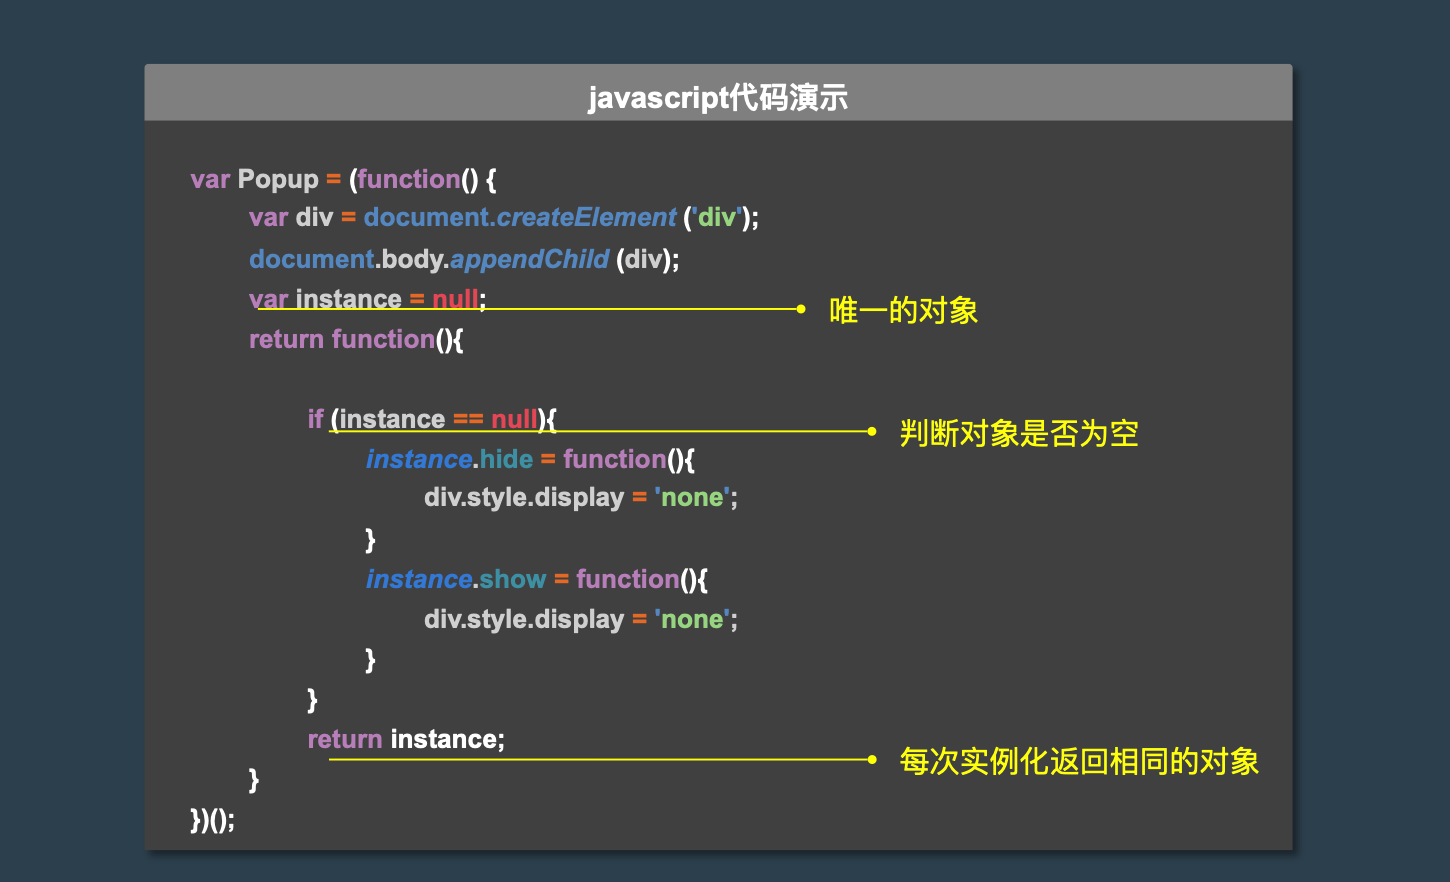 javascript代码演示
var Popup = (function() {
var div = document.createElement ('div');
document.body.appendChild (div);
var instance = null;
唯一的对象
return function(){
if (instance == null){
判断对象是否为空
instance.hide = function(){
div.style.display = 'none';
}
instance.show = function(){
div.style.display = 'none';
}
}
return instance;
每次实例化返回相同的对象
}
})();